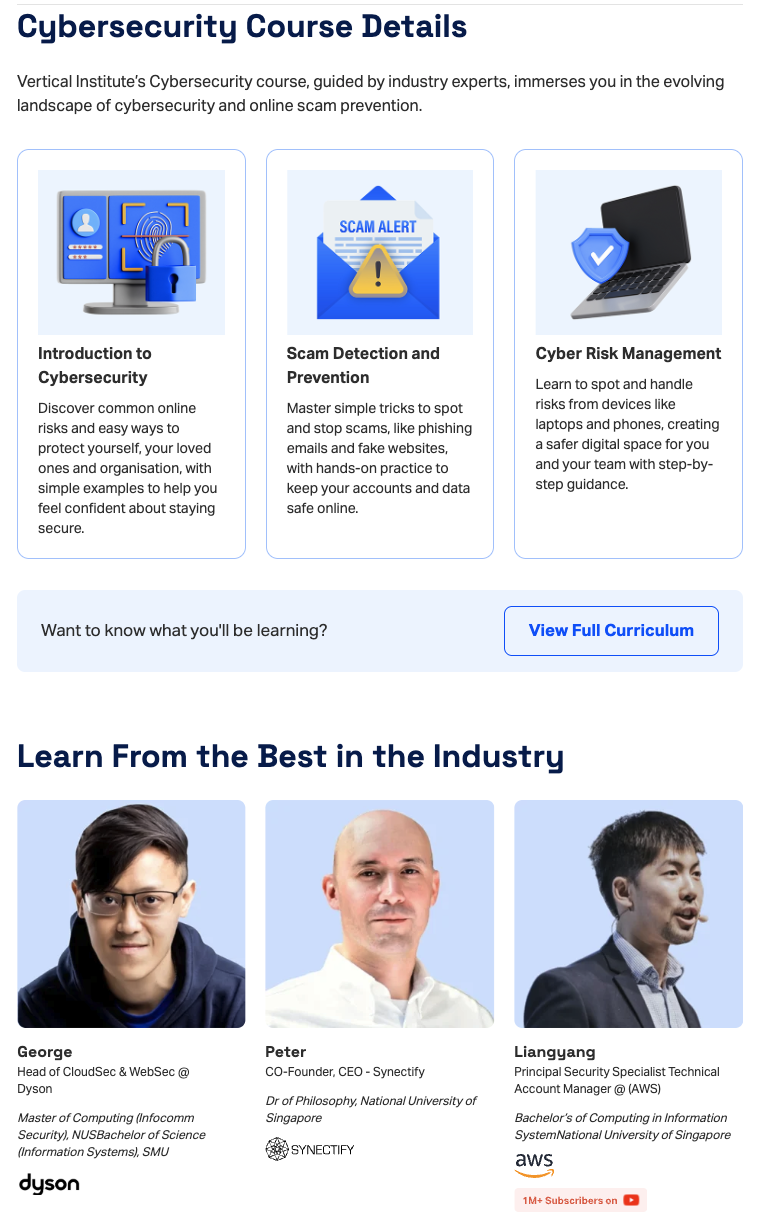 Cybersecurity Course Details
Vertical Institute's Cybersecurity course, guided by industry experts, immerses you in the evolving
landscape of cybersecurity and online scam prevention.
Introduction to
Cybersecurity
Discover common online
risks and easy ways to
protect yourself, your loved
ones and organisation, with
simple examples to help you
feel confident about staying
secure.
SCAM ALERT
Scam Detection and
Prevention
Master simple tricks to spot
and stop scams, like phishing
emails and fake websites,
with hands-on practice to
keep your accounts and data
safe online.
Cyber Risk Management
Learn to spot and handle
risks from devices like
laptops and phones, creating
a safer digital space for you
and your team with step-by-
step guidance.
Want to know what you'll be learning?
View Full Curriculum
Learn From the Best in the Industry
George
Head of CloudSec & WebSec @
Dyson
Master of Computing (Infocomm
Security), NUSBachelor of Science
(Information Systems), SMU
dyson
Peter
CO-Founder, CEO - Synectify
Dr of Philosophy, National University of
Singapore
SYNECTIFY
Liangyang
Principal Security Specialist Technical
Account Manager @ (AWS)
Bachelor's of Computing in Information
SystemNational University of Singapore
aws
1M+ Subscribers on